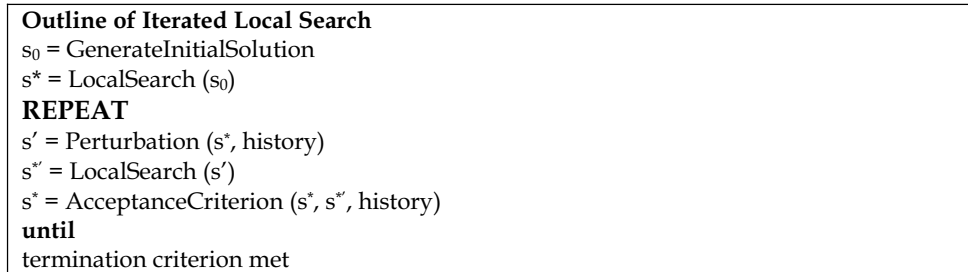 Outline of Iterated Local Search
s₀ = GenerateInitialSolution
s* = LocalSearch (s₀)
REPEAT
s′ = Perturbation (s*, history)
s*′ = LocalSearch (s′)
s* = AcceptanceCriterion (s*, s*′, history)
until
termination criterion met